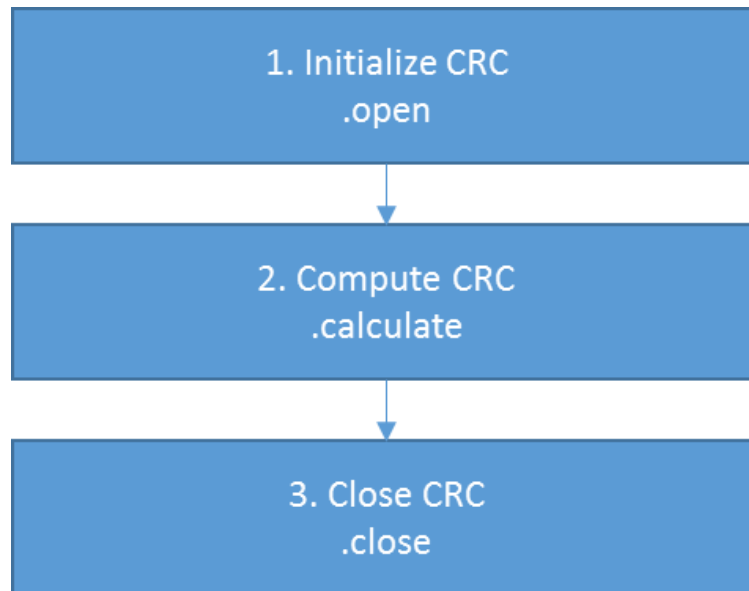 1. Initialize CRC
.open
2. Compute CRC
.calculate
3. Close CRC
.close